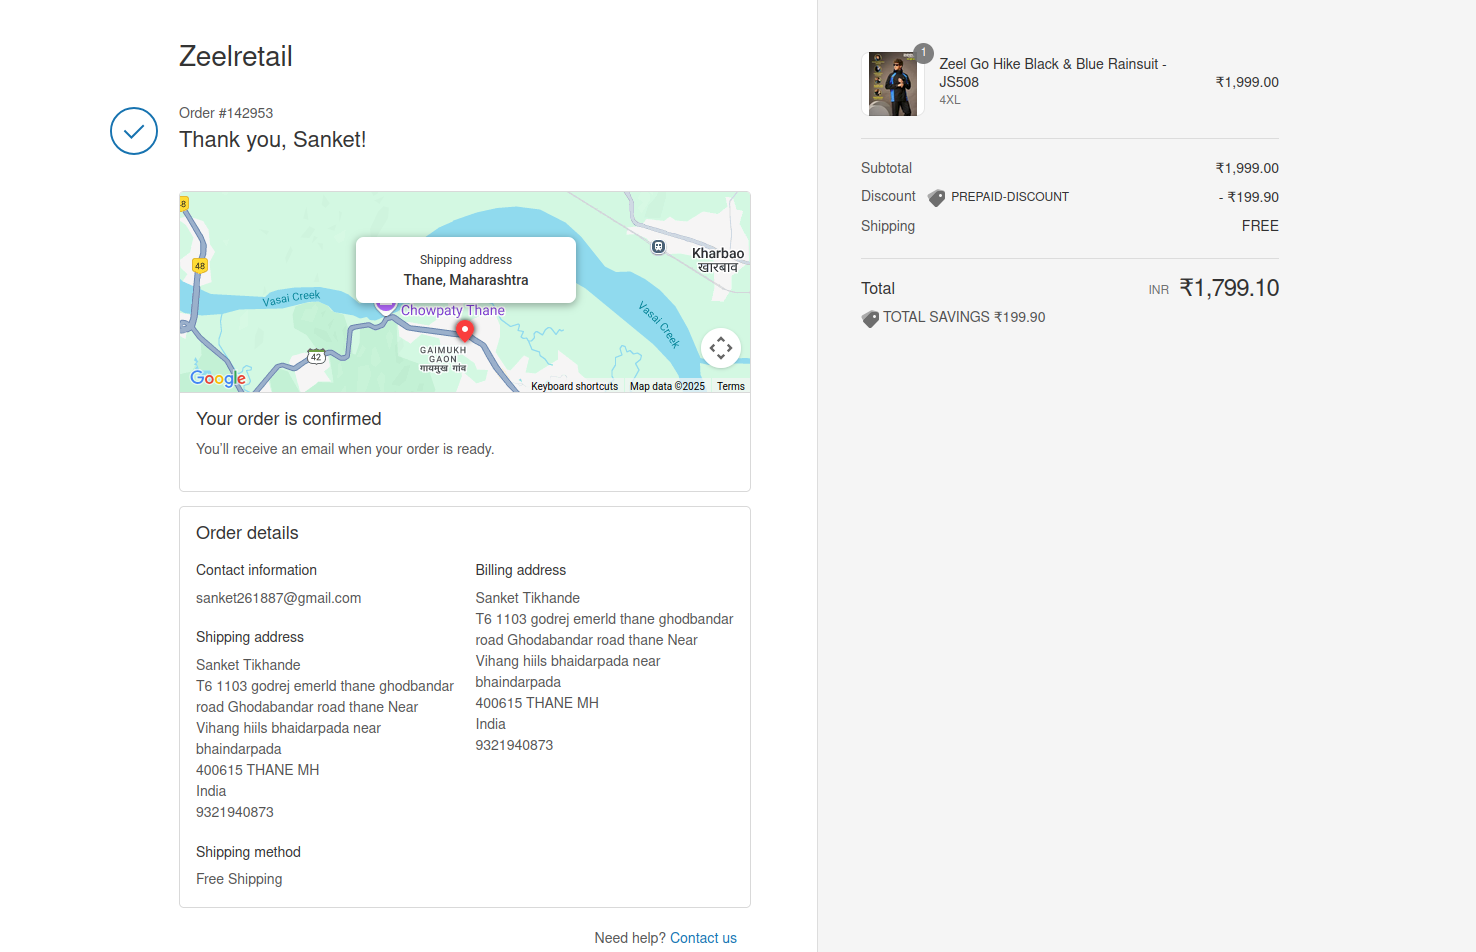 Zeelretail
Order #142953
Thank you, Sanket!
8
48
Vasai Creek
Shipping address
Thane, Maharashtra
Kharbao
खारबाव
Chowpaty Thane
Vasai Creek
42
GAIMUKH
GAON
गायमुख गांव
Google
Keyboard shortcuts
Map data ©2025
Terms
Your order is confirmed
You'll receive an email when your order is ready.
Order details
Contact information
sanket261887@gmail.com
Shipping address
Sanket Tikhande
T6 1103 godrej emerld thane ghodbandar
road Ghodabandar road thane Near
Vihang hiils bhaidarpada near
bhaindarpada
400615 THANE MH
India
9321940873
Shipping method
Free Shipping
Billing address
Sanket Tikhande
T6 1103 godrej emerld thane ghodbandar
road Ghodabandar road thane Near
Vihang hiils bhaidarpada near
bhaindarpada
400615 THANE MH
India
9321940873
Need help? Contact us
1
Zeel Go Hike Black & Blue Rainsuit -
JS508
4XL
₹1,999.00
Subtotal ₹1,999.00
Discount PREPAID-DISCOUNT - ₹199.90
Shipping FREE
Total INR ₹1,799.10
TOTAL SAVINGS ₹199.90